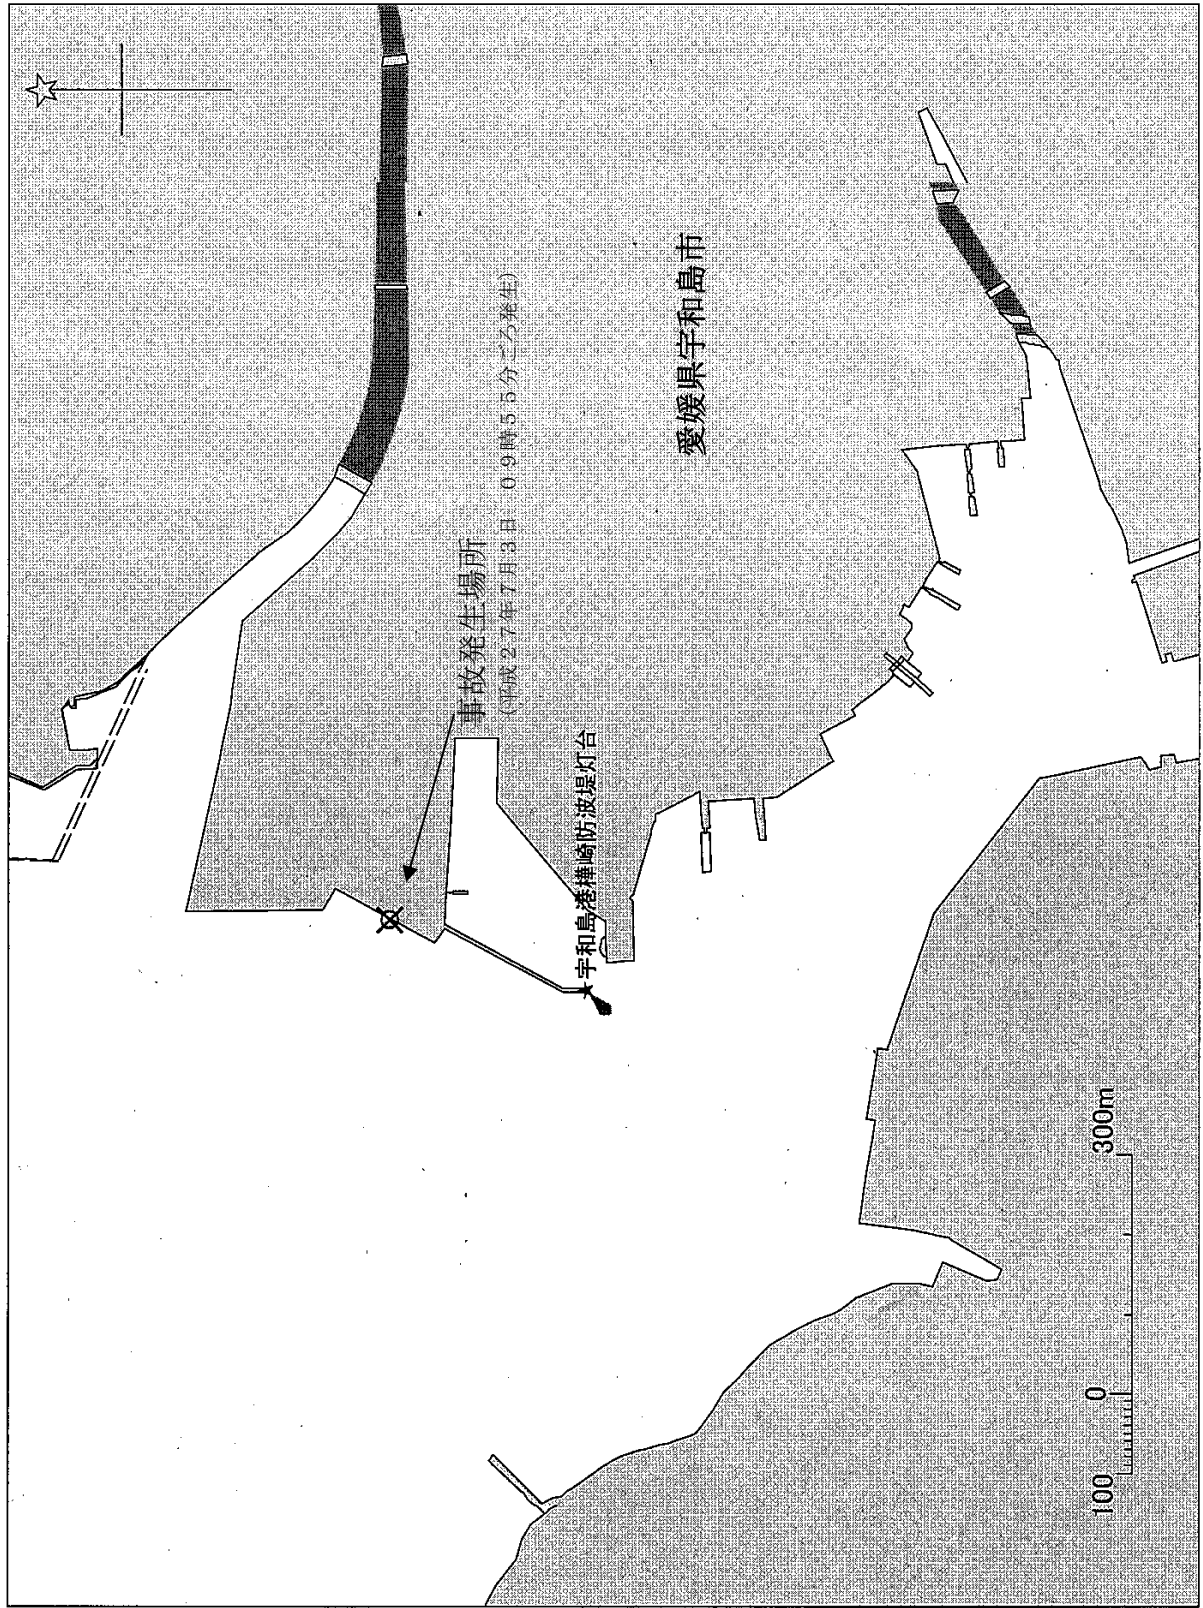 事故発生場所
(平成27年7月3日 09時55分ごろ発生)
宇和島港樺崎防波堤灯台
愛媛県宇和島市
100 0 300m